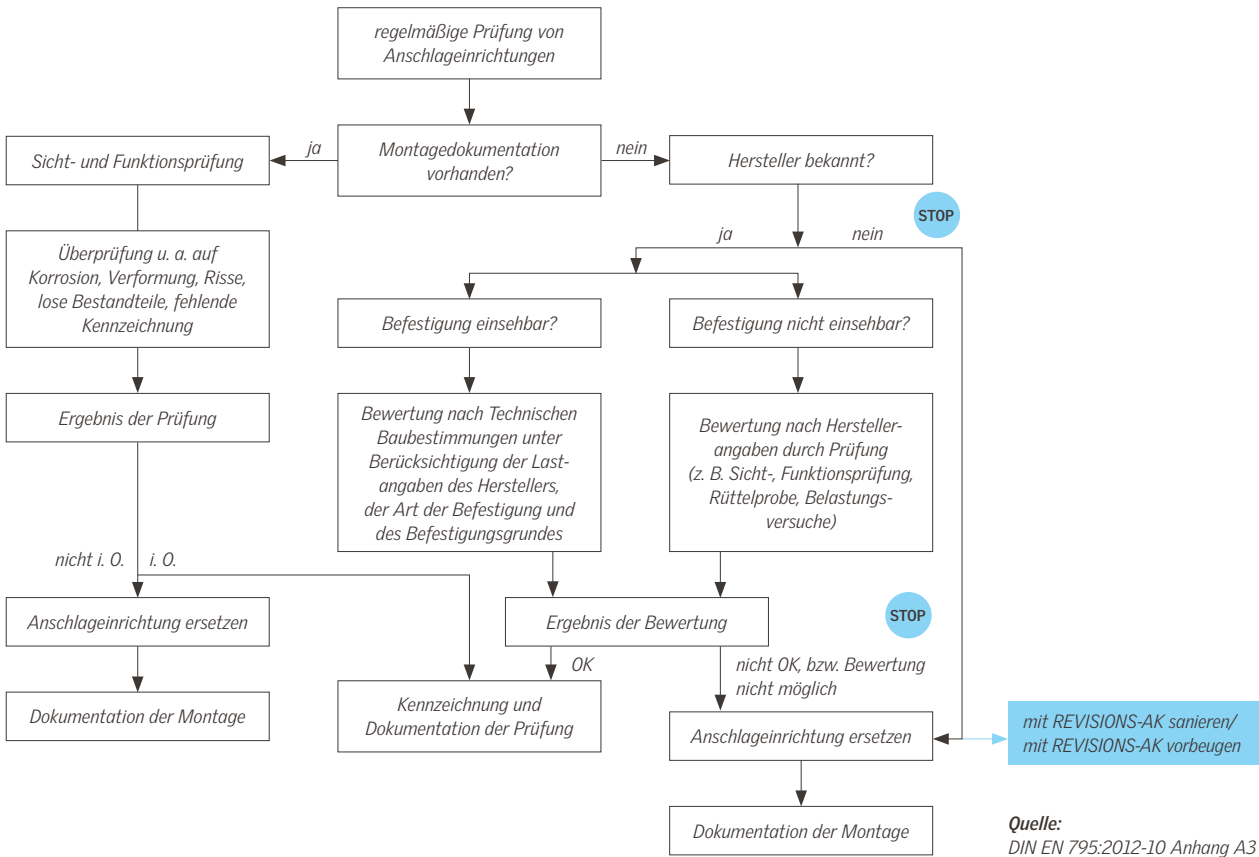 regelmäßige Prüfung von
Anschlageinrichtungen
Sicht- und Funktionsprüfung
ja
Montagedokumentation
vorhanden?
nein
Hersteller bekannt?
STOP
ja
nein
Überprüfung u. a. auf
Korrosion, Verformung, Risse,
lose Bestandteile, fehlende
Kennzeichnung
Befestigung einsehbar?
Befestigung nicht einsehbar?
Ergebnis der Prüfung
Bewertung nach Technischen
Baubestimmungen unter
Berücksichtigung der Last-
angaben des Herstellers,
der Art der Befestigung und
des Befestigungsgrundes
Bewertung nach Hersteller-
angaben durch Prüfung
(z. B. Sicht-, Funktionsprüfung,
Rüttelprobe, Belastungs-
versuche)
nicht i. O.
i. O.
Anschlageinrichtung ersetzen
Ergebnis der Bewertung
STOP
OK
nicht OK, bzw. Bewertung
nicht möglich
Dokumentation der Montage
Kennzeichnung und
Dokumentation der Prüfung
Anschlageinrichtung ersetzen
mit REVISIONS-AK sanieren/
mit REVISIONS-AK vorbeugen
Dokumentation der Montage
Quelle:
DIN EN 795:2012-10 Anhang A3